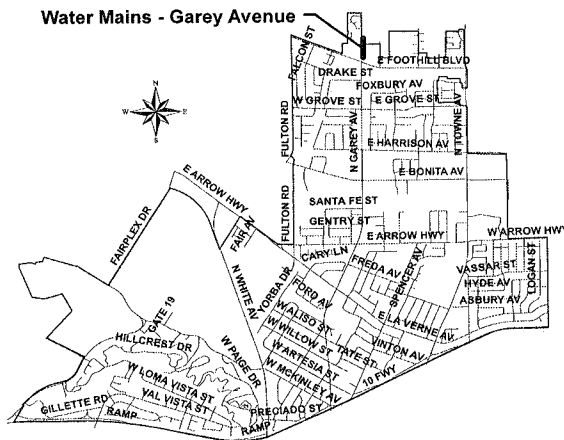 Water Mains - Garey Avenue
FALCON ST
E FOOTHILL BLVD
DRAKE ST
FOXBURY AV
W GROVE ST
E GROVE ST
N TOWNE AV
FULTON RD
N GAREY AV
E HARRISON AV
N
W
E
S
E BONITA AV
E ARROW HWY
FULTON RD
SANTA FE ST
GENTRY ST
FAIR AV
E ARROW HWY
W ARROW HWY
FAIRPLEX DR
CARY LN
FREDA AV
SPENCER AV
VASSAR ST
LOGAN ST
N WHITE AV
YORBA DR
FORD AV
HYDE AV
ASBURY AV
GATE 19
W ALISO ST
E LA VERNE AV
HILLCREST DR
W WILLOW ST
TATE ST
VINTON AV
W PAIGE DR
W ARTESIA ST
W LOMA VISTA ST
W MCKINLEY AV
10 FWY
GILLETTE RD
VAL VISTA ST
PRECIADO ST
RAMP
RAMP